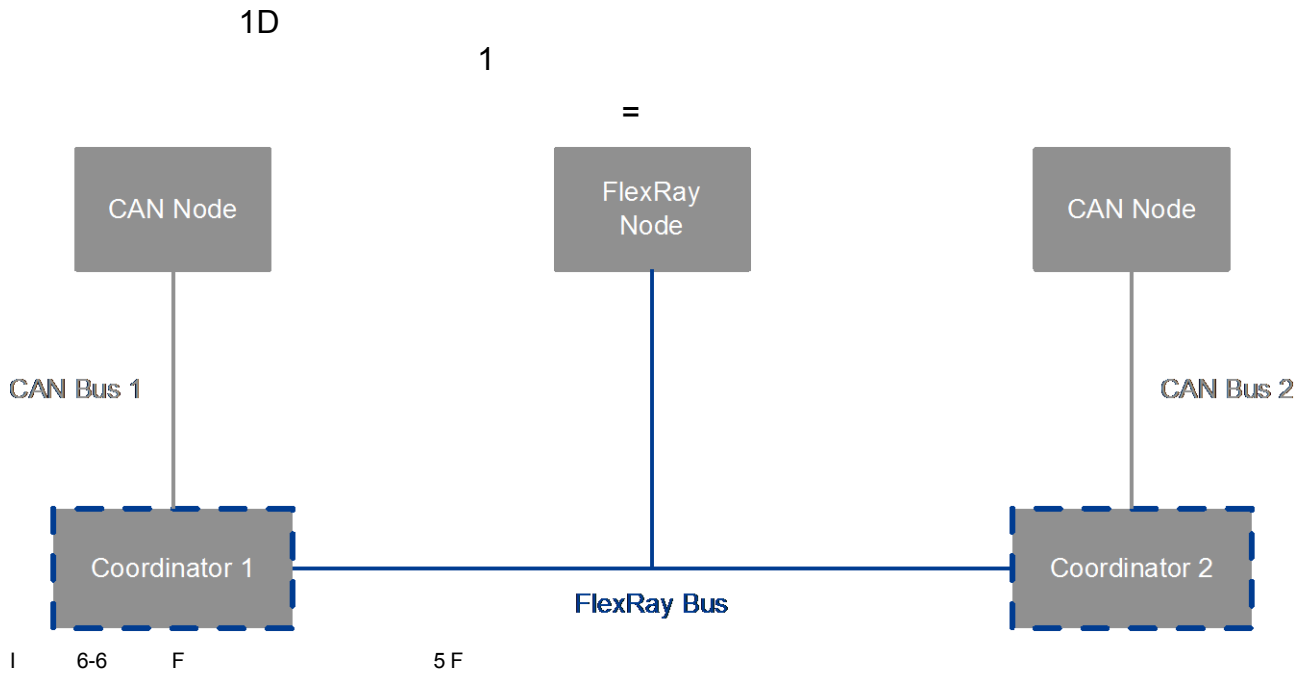 1D
1
=
CAN Node
FlexRay
Node
CAN Node
CAN Bus 1
CAN Bus 2
Coordinator 1
Coordinator 2
FlexRay Bus
I 6-6 F 5 F